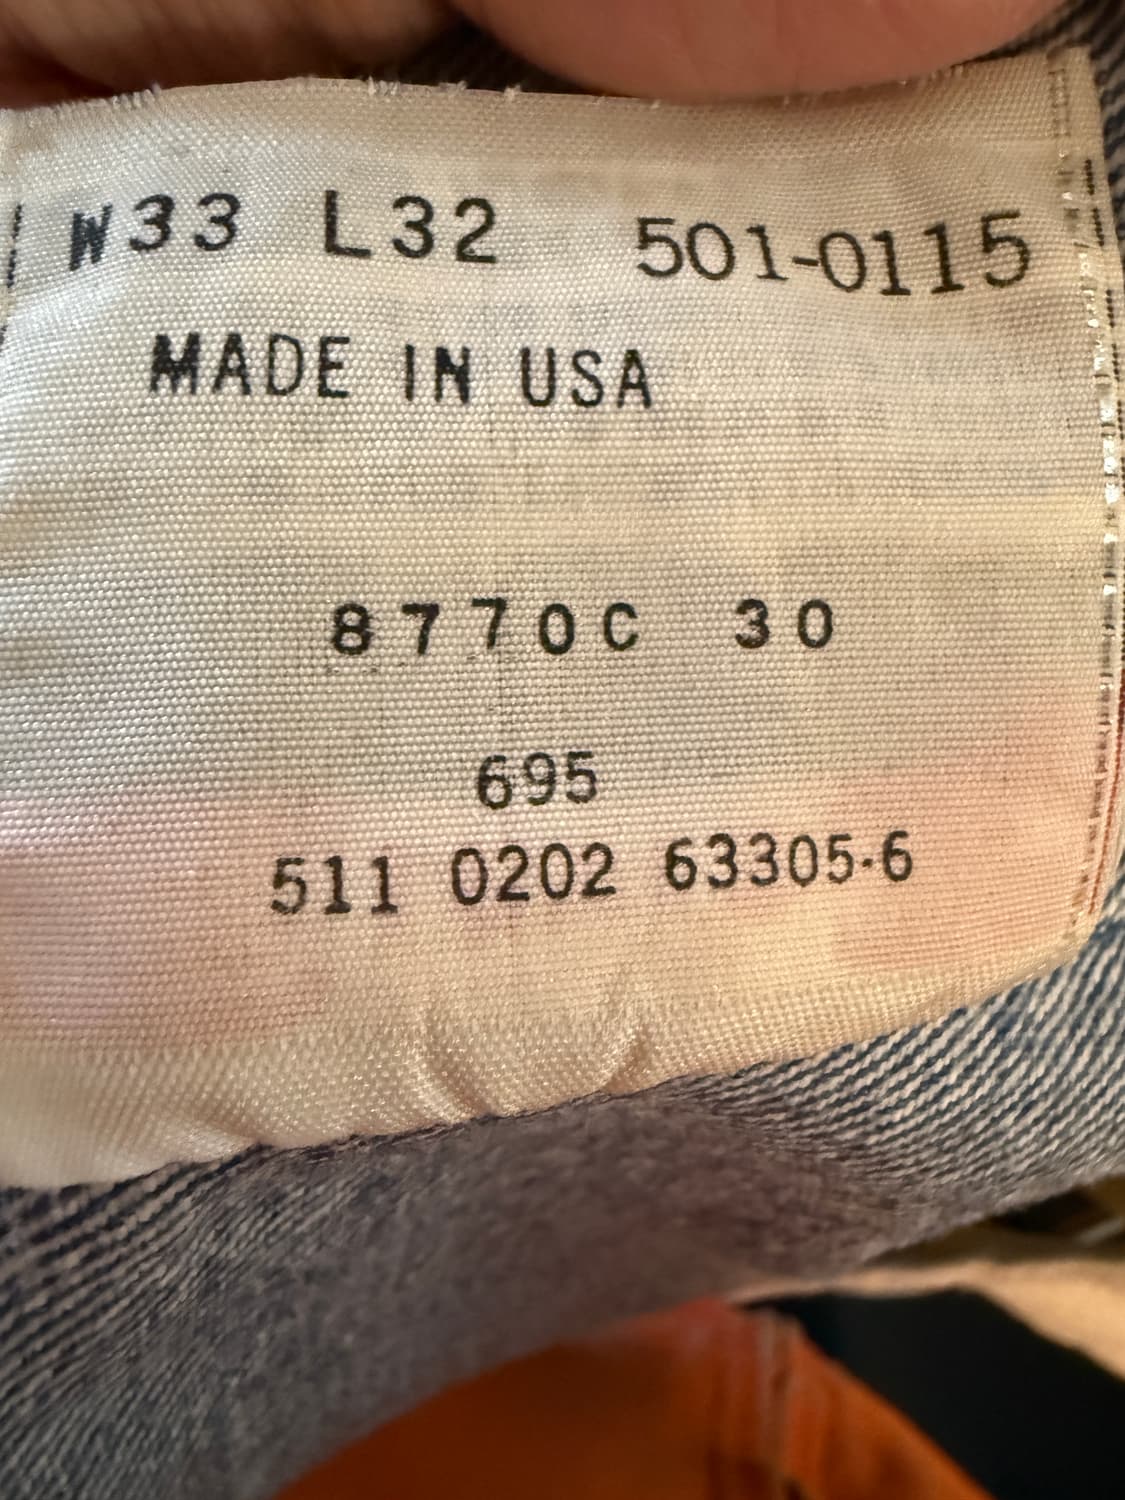 W33 L32 501-0115
MADE IN USA
8770C 30
695
511 0202 63305-6